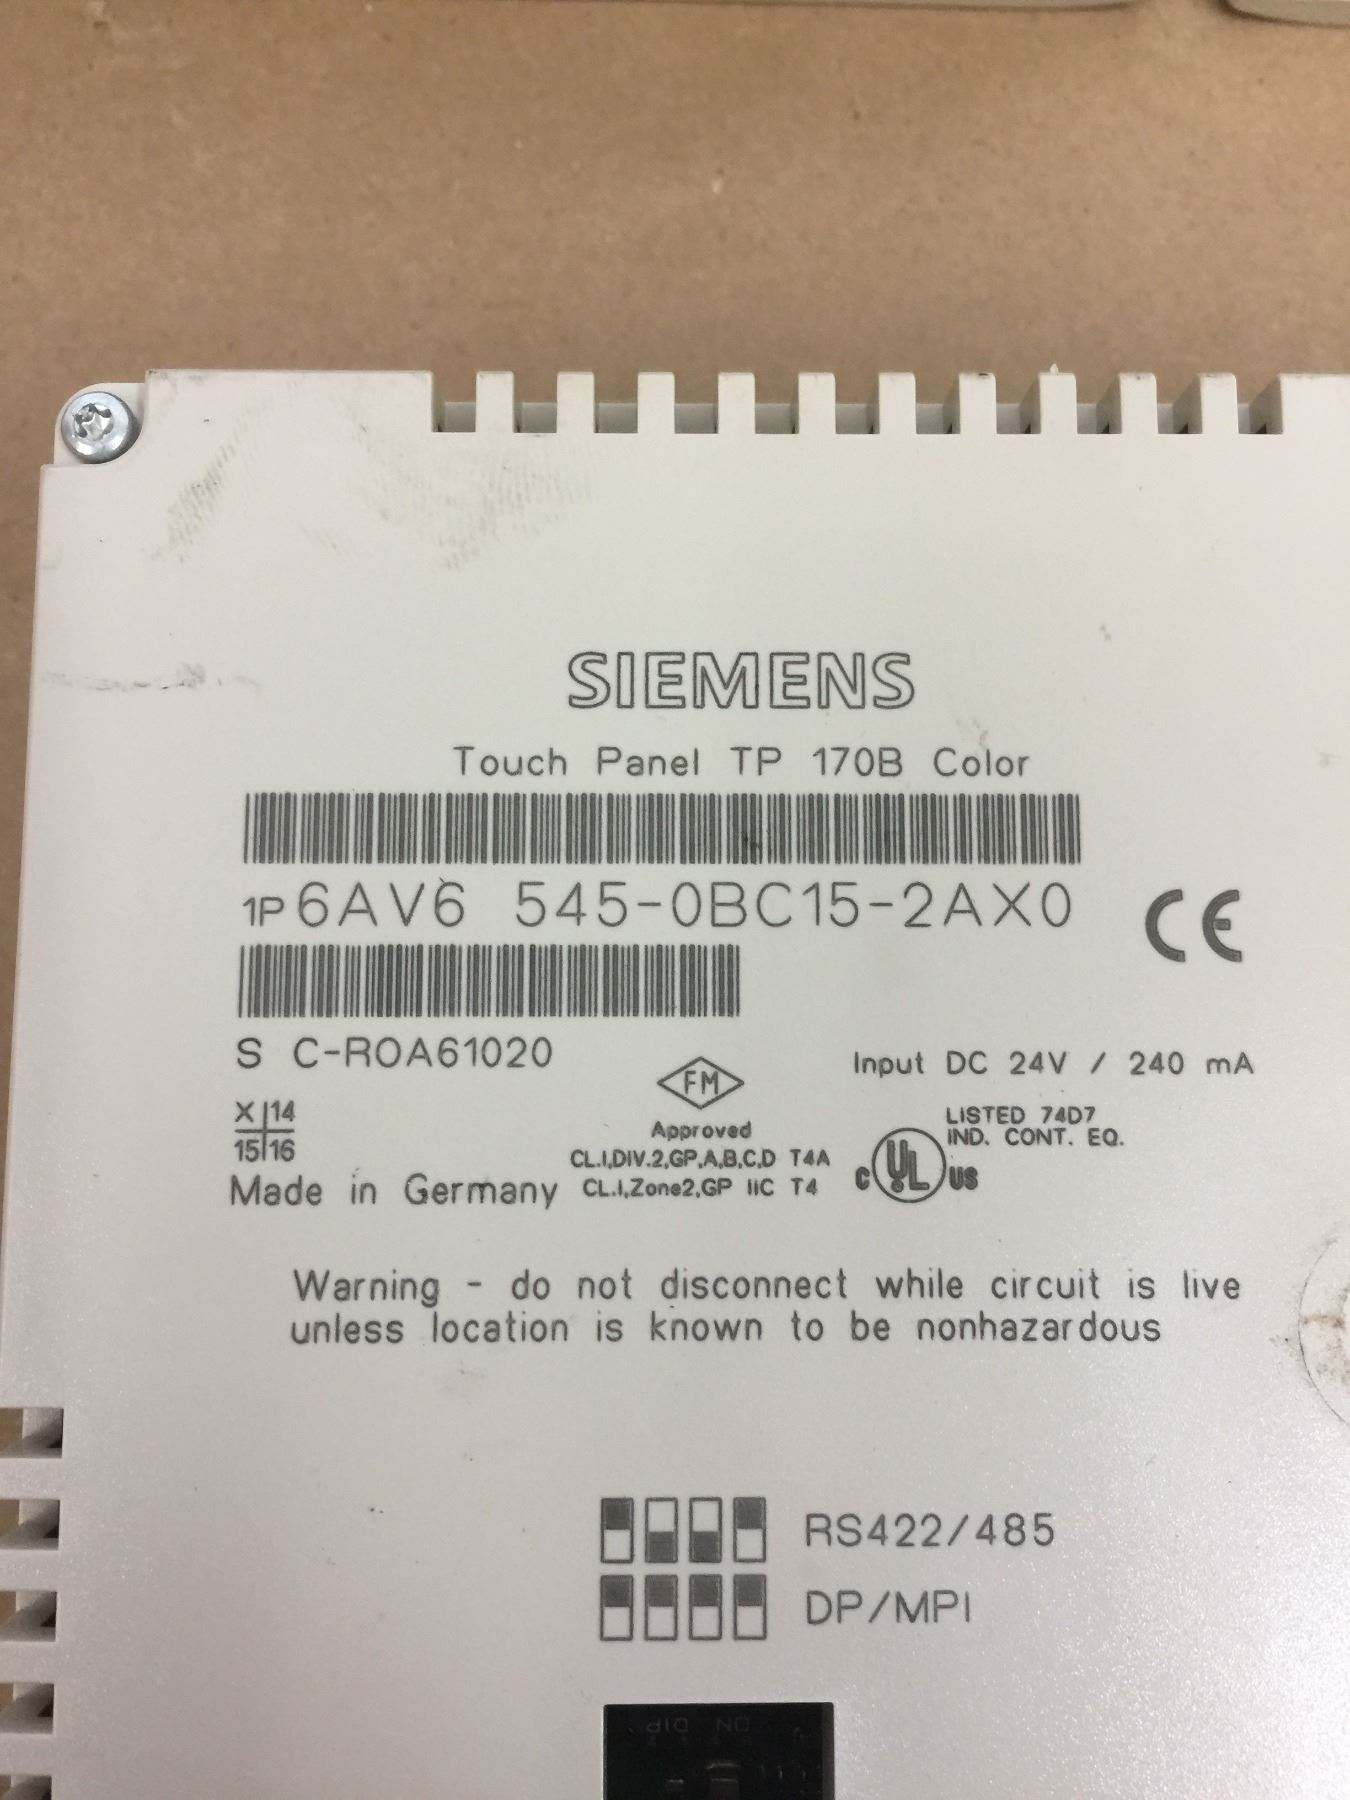 SIEMENS
Touch Panel TP 170B Color
1P 6AV6 545-0BC15-2AX0
CE
S C-ROA61020
Input DC 24V / 240 mA
FM
Approved
CL.I,DIV.2,GP,A,B,C,D T4A
CL.I,Zone2,GP IIC T4
LISTED 74D7
IND. CONT. EQ.
C UL US
X 14
15 16
Made in Germany
Warning - do not disconnect while circuit is live
unless location is known to be nonhazardous
RS422/485
DP/MPI
ON DIP